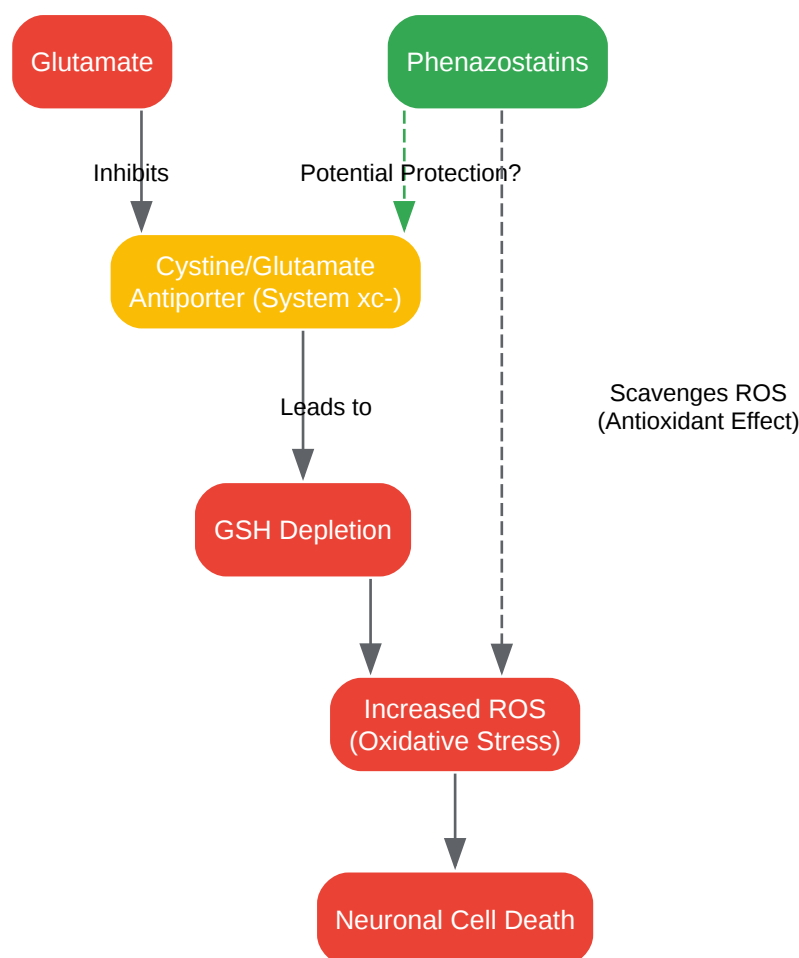 Glutamate
Phenazostatins
Inhibits
Potential Protection?
Cystine/Glutamate
Antiporter (System xc-)
Scavenges ROS
(Antioxidant Effect)
Leads to
GSH Depletion
Increased ROS
(Oxidative Stress)
Neuronal Cell Death